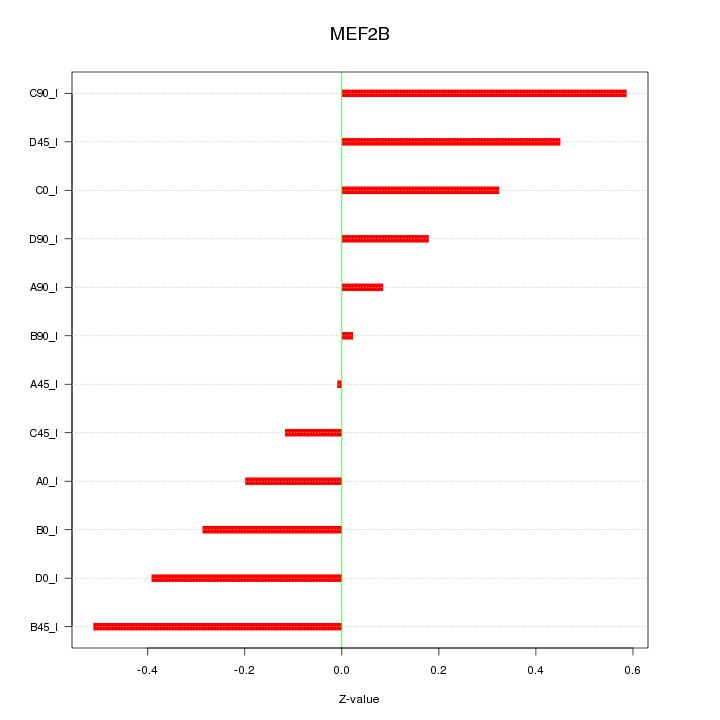 MEF2B
C90_I
D45_I
C0_I
D90_I
A90_I
B90_I
A45_I
C45_I
A0_I
B0_I
D0_I
B45_I
-0.4 -0.2 0.0 0.2 0.4 0.6
Z-value